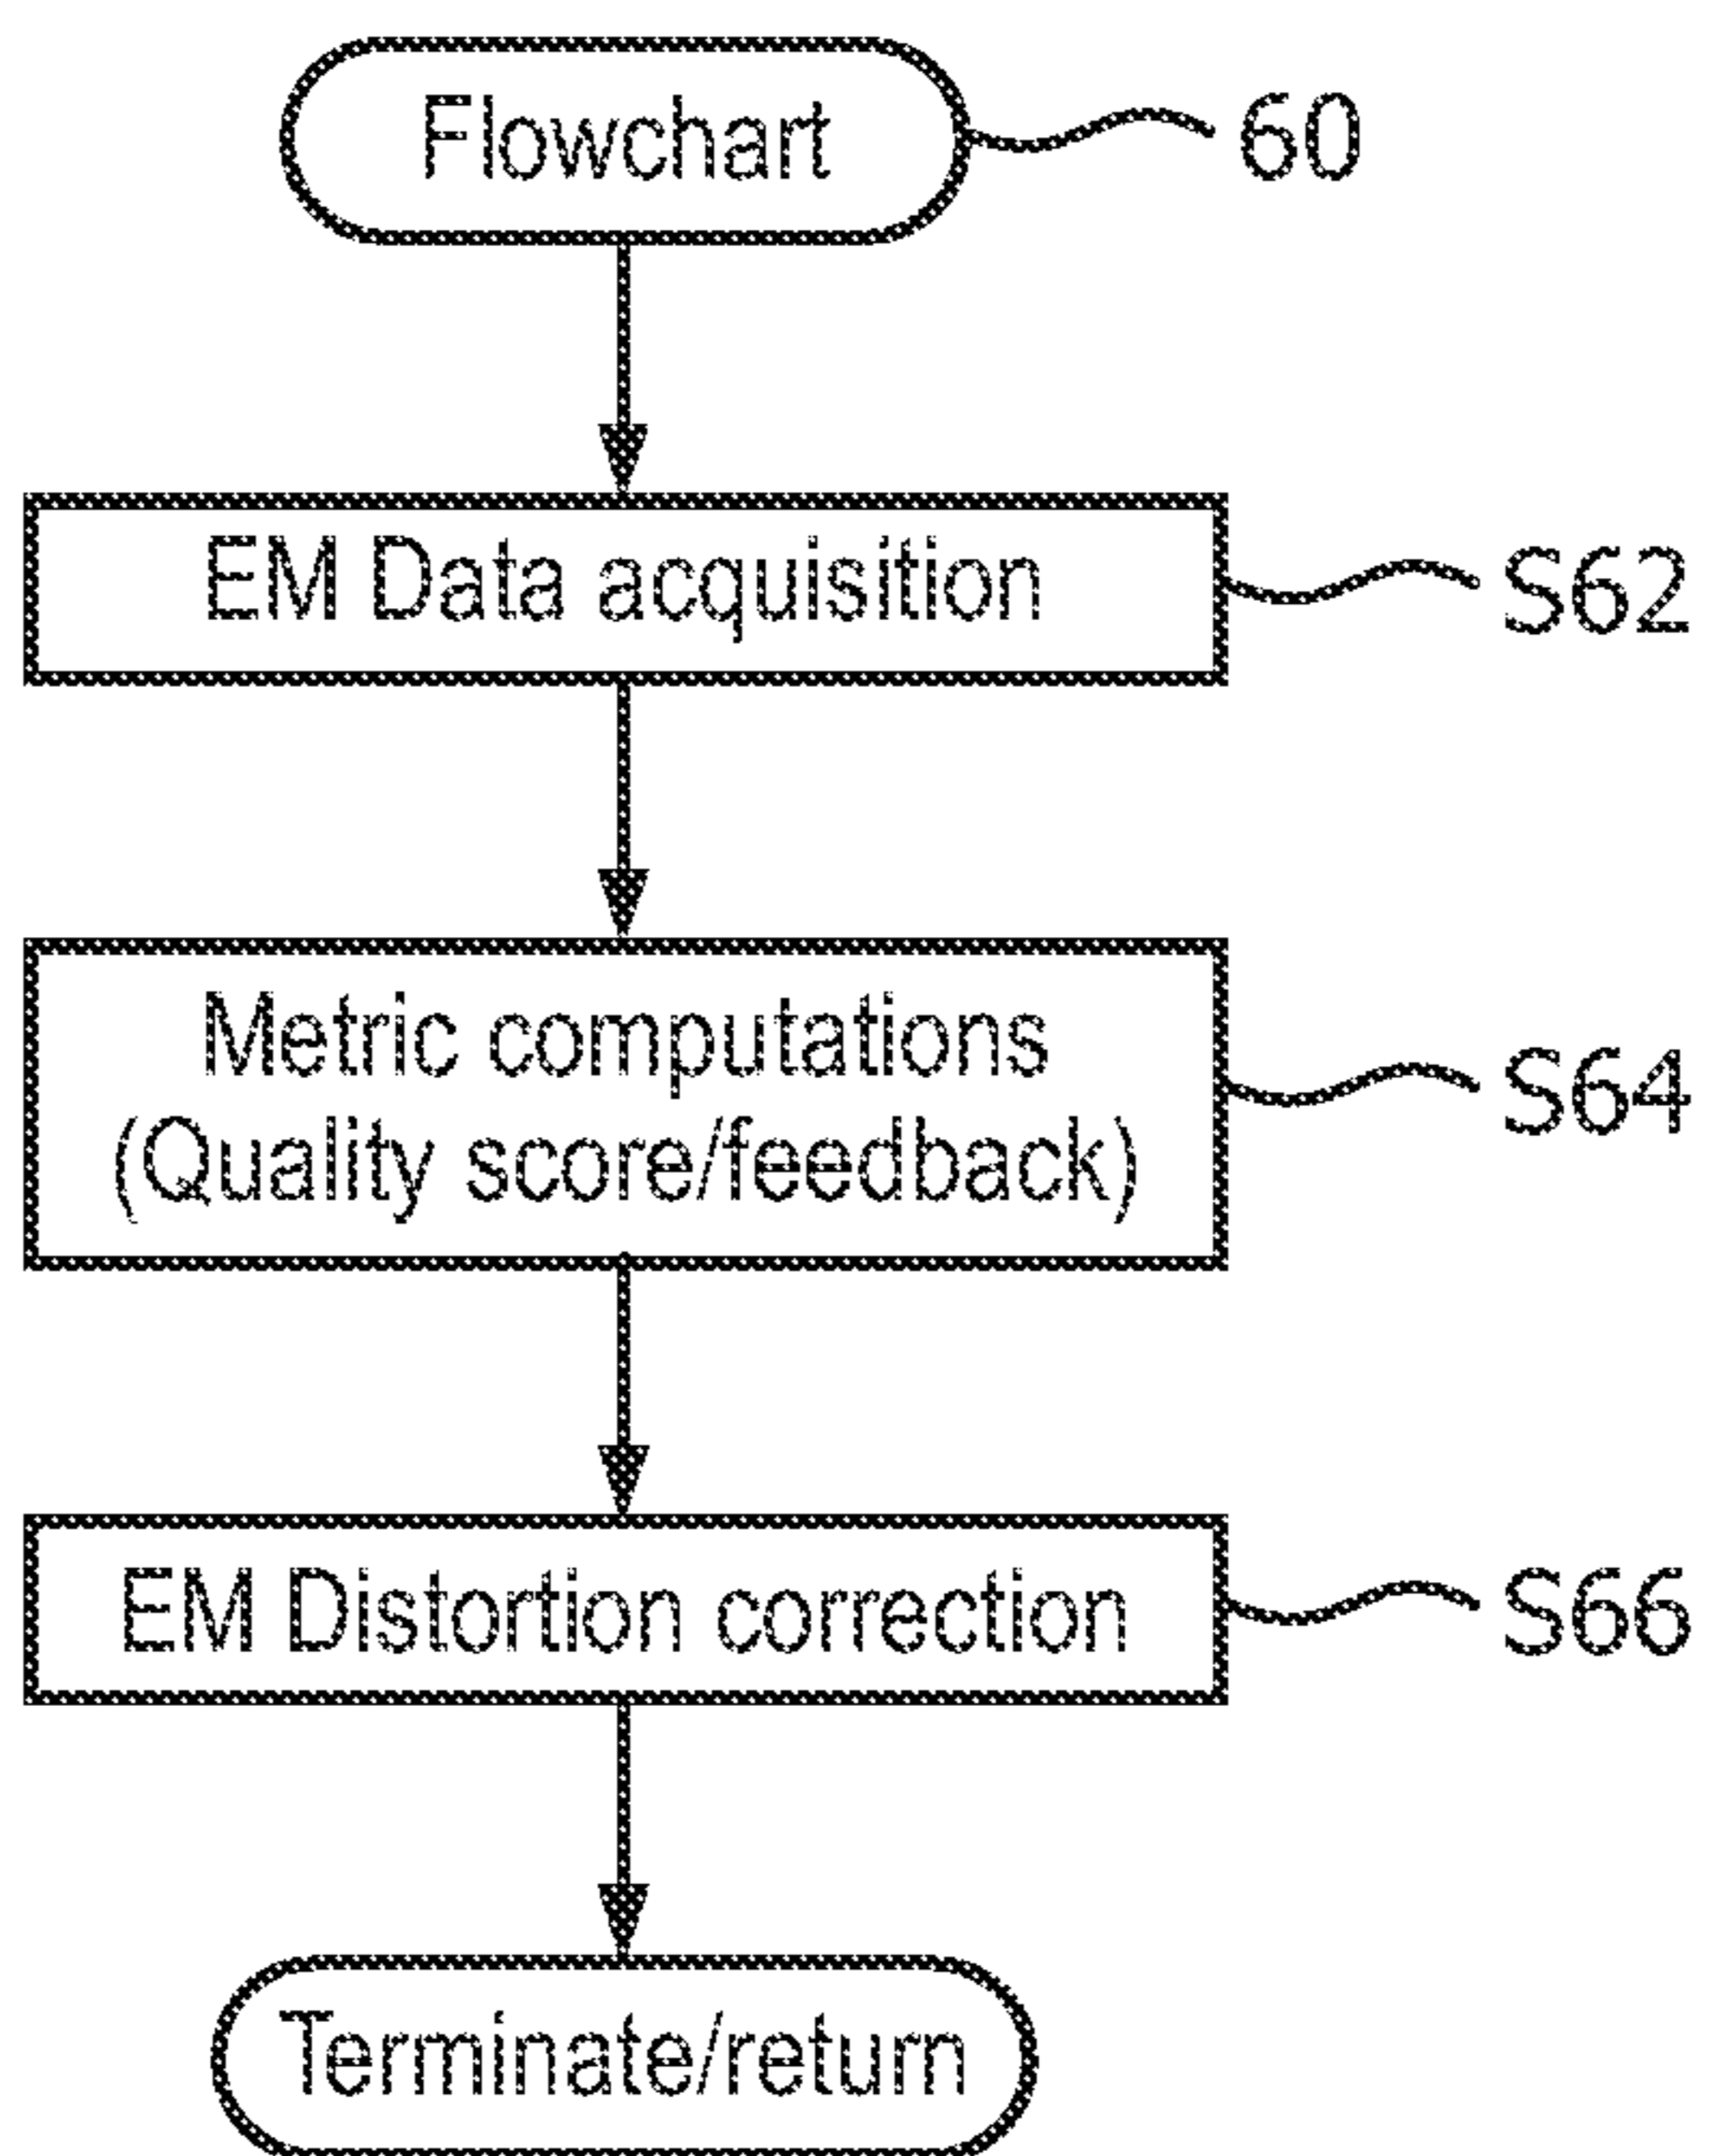 Flowchart
60
EM Data acquisition
S62
Metric computations
(Quality score/feedback)
S64
EM Distortion correction
S66
Terminate/return